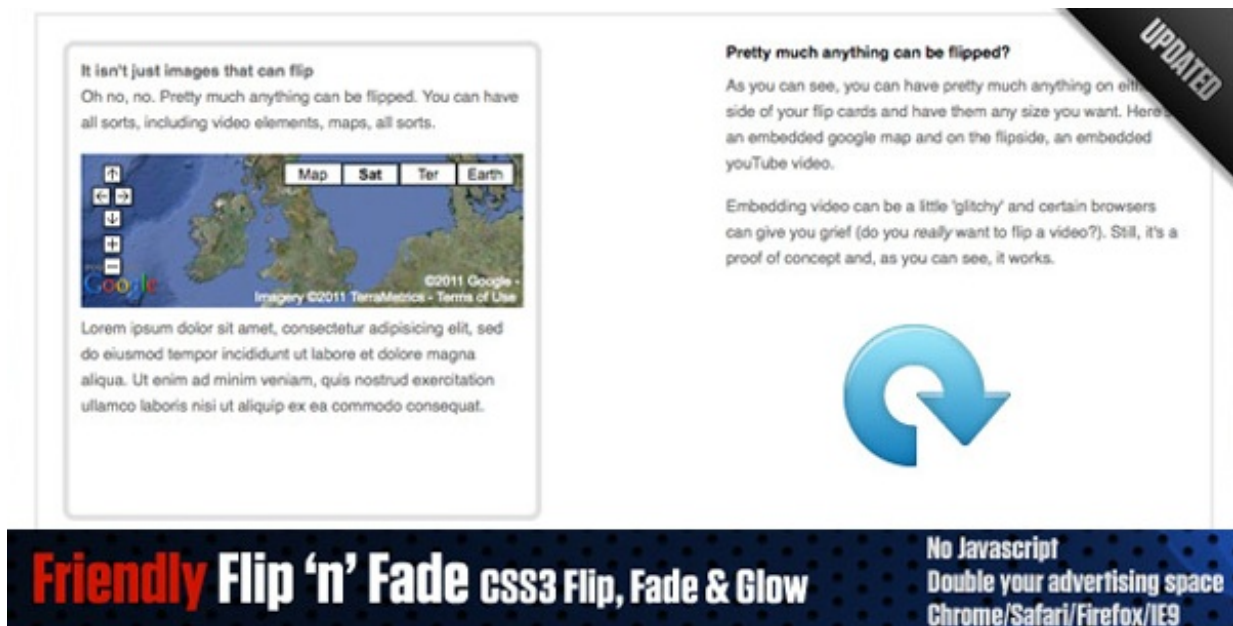 It isn't just images that can flip
Oh no, no. Pretty much anything can be flipped. You can have
all sorts, including video elements, maps, all sorts.
Map Sat Ter Earth
Google
©2011 Google -
Imagery ©2011 TerraMetrics - Terms of Use
Lorem ipsum dolor sit amet, consectetur adipisicing elit, sed
do eiusmod tempor incididunt ut labore et dolore magna
aliqua. Ut enim ad minim veniam, quis nostrud exercitation
ullamco laboris nisi ut aliquip ex ea commodo consequat.
Pretty much anything can be flipped?
As you can see, you can have pretty much anything on
side of your flip cards and have them any size you want.
an embedded google map and on the flipside, an embedded
youTube video.
Embedding video can be a little 'glitchy' and certain browsers
can give you grief (do you really want to flip a video?). Still, it's a
proof of concept and, as you can see, it works.
UPDATED
Friendly Flip ‘n’ Fade CSS3 Flip, Fade & Glow
No Javascript
Double your advertising space
Chrome/Safari/Firefox/IE9